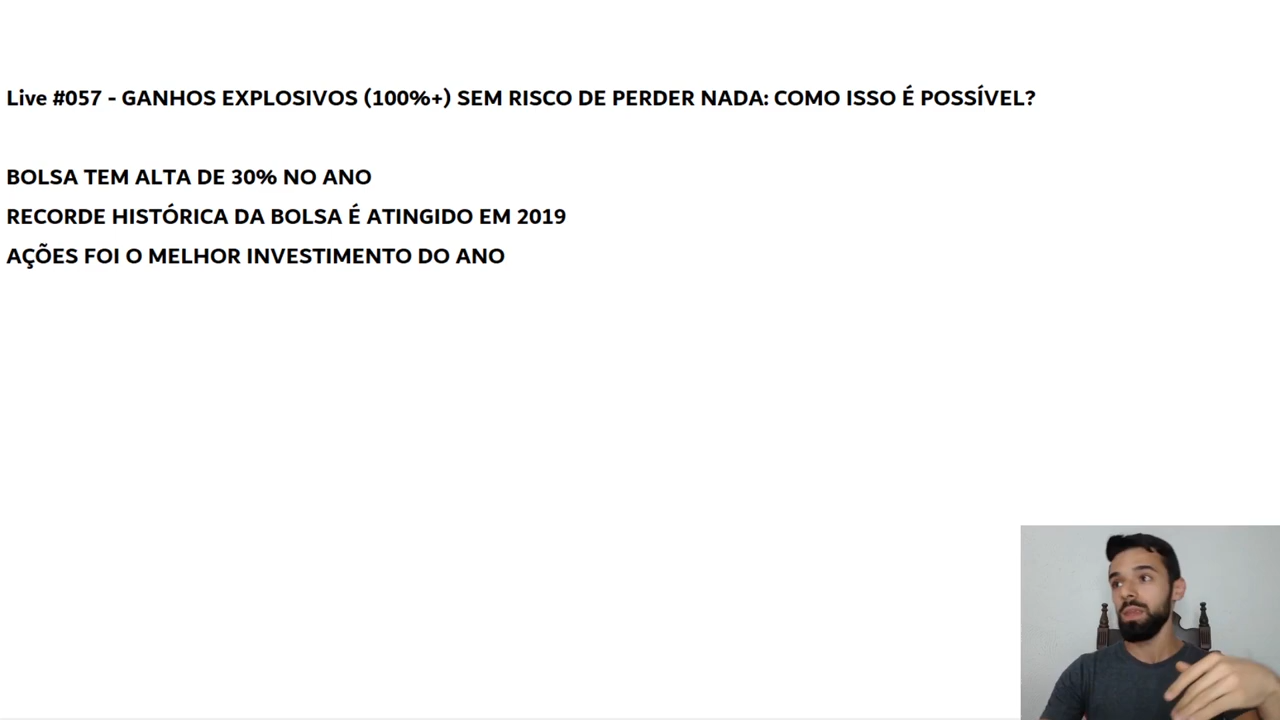 Live #057 - GANHOS EXPLOSIVOS (100%+) SEM RISCO DE PERDER NADA: COMO ISSO É POSSÍVEL?
BOLSA TEM ALTA DE 30% NO ANO
RECORDE HISTÓRICA DA BOLSA É ATINGIDO EM 2019
AÇÕES FOI O MELHOR INVESTIMENTO DO ANO